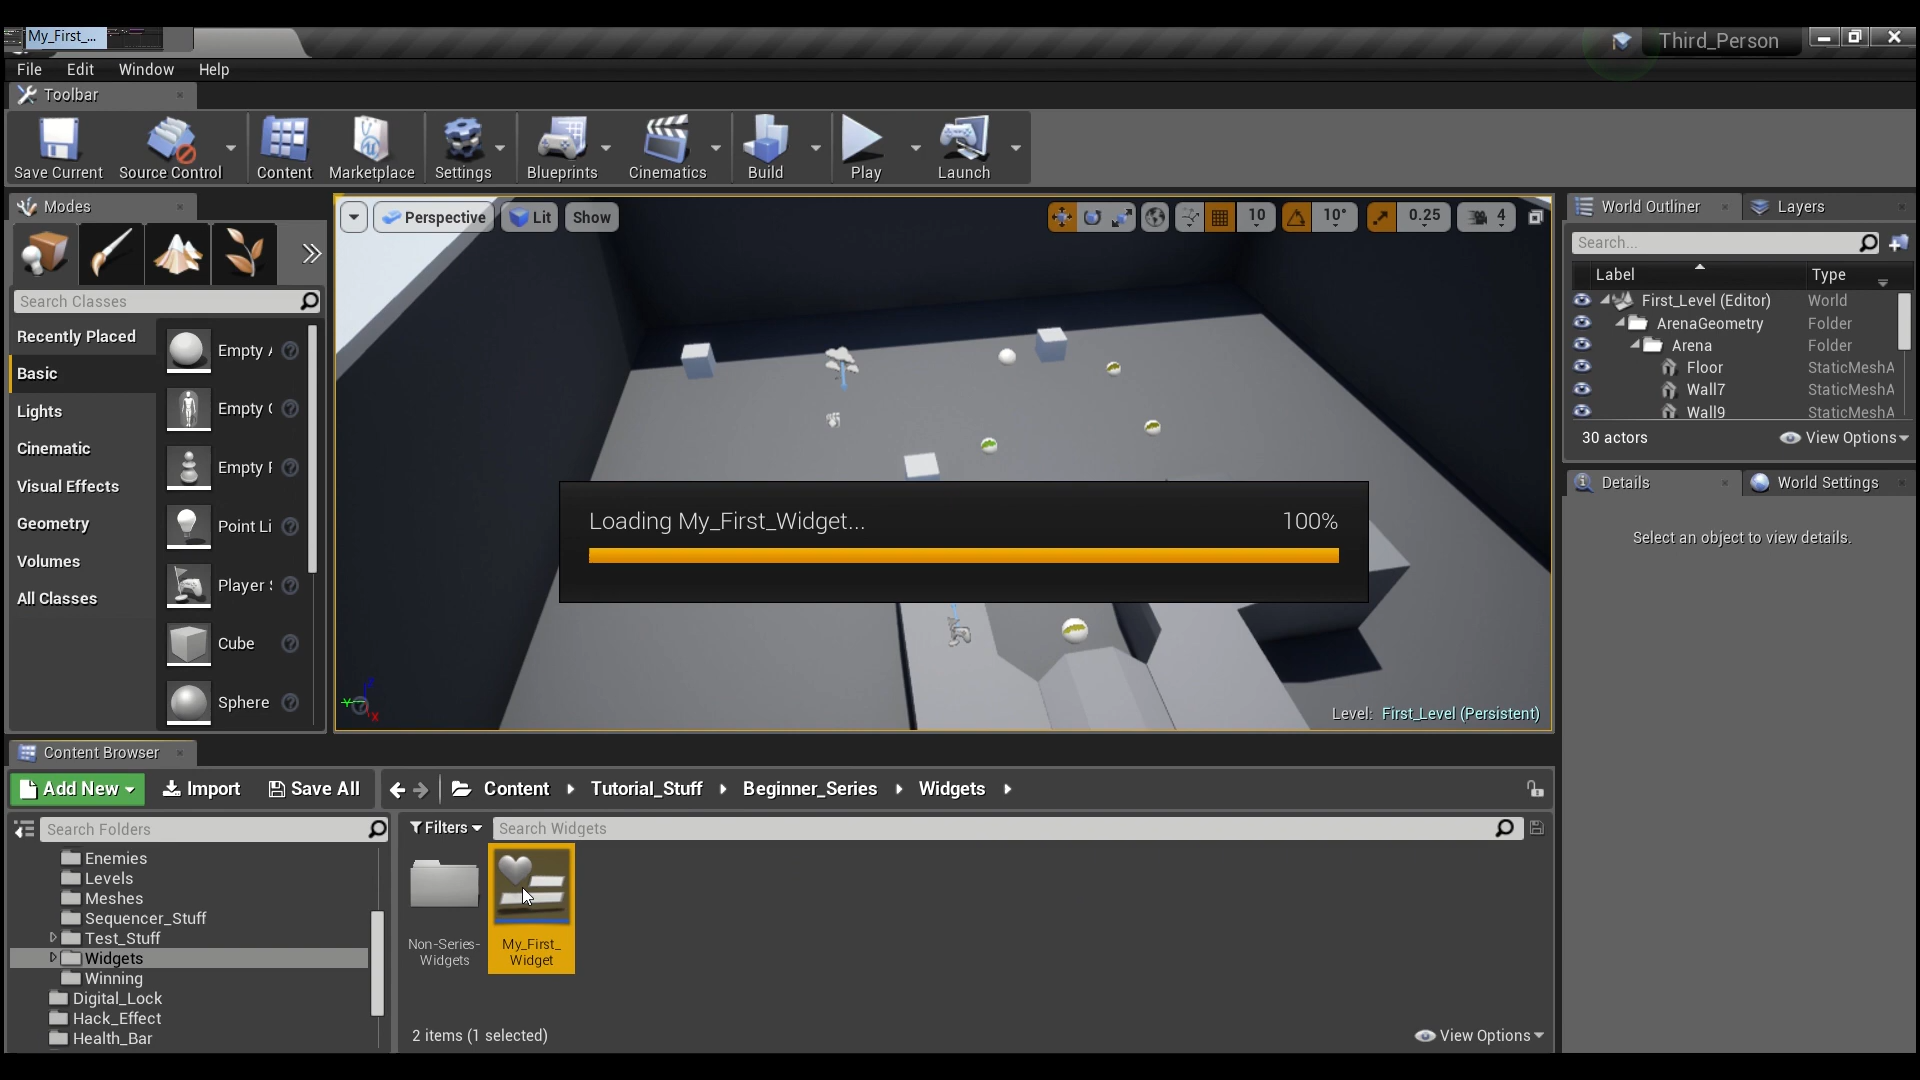 My_First_...
Third_Person
File Edit Window Help
Toolbar
Save Current Source Control Content Marketplace Settings Blueprints Cinematics Build Play Launch
Modes
Search Classes
Recently Placed
Basic
Lights
Cinematic
Visual Effects
Geometry
Volumes
All Classes
Empty A
Empty C
Empty P
Point Li
Player S
Cube
Sphere
Perspective Lit Show
10 10° 0.25 4
Loading My_First_Widget... 100%
Level: First_Level (Persistent)
World Outliner Layers
Search...
Label Type
First_Level (Editor) World
ArenaGeometry Folder
Arena Folder
Floor StaticMeshA
Wall7 StaticMeshA
Wall9 StaticMeshA
30 actors View Options
Details World Settings
Select an object to view details.
Content Browser
Add New Import Save All Content Tutorial_Stuff Beginner_Series Widgets
Search Folders
Enemies
Levels
Meshes
Sequencer_Stuff
Test_Stuff
Widgets
Winning
Digital_Lock
Hack_Effect
Health_Bar
Filters Search Widgets
Non-Series-
Widgets
My_First_
Widget
2 items (1 selected) View Options